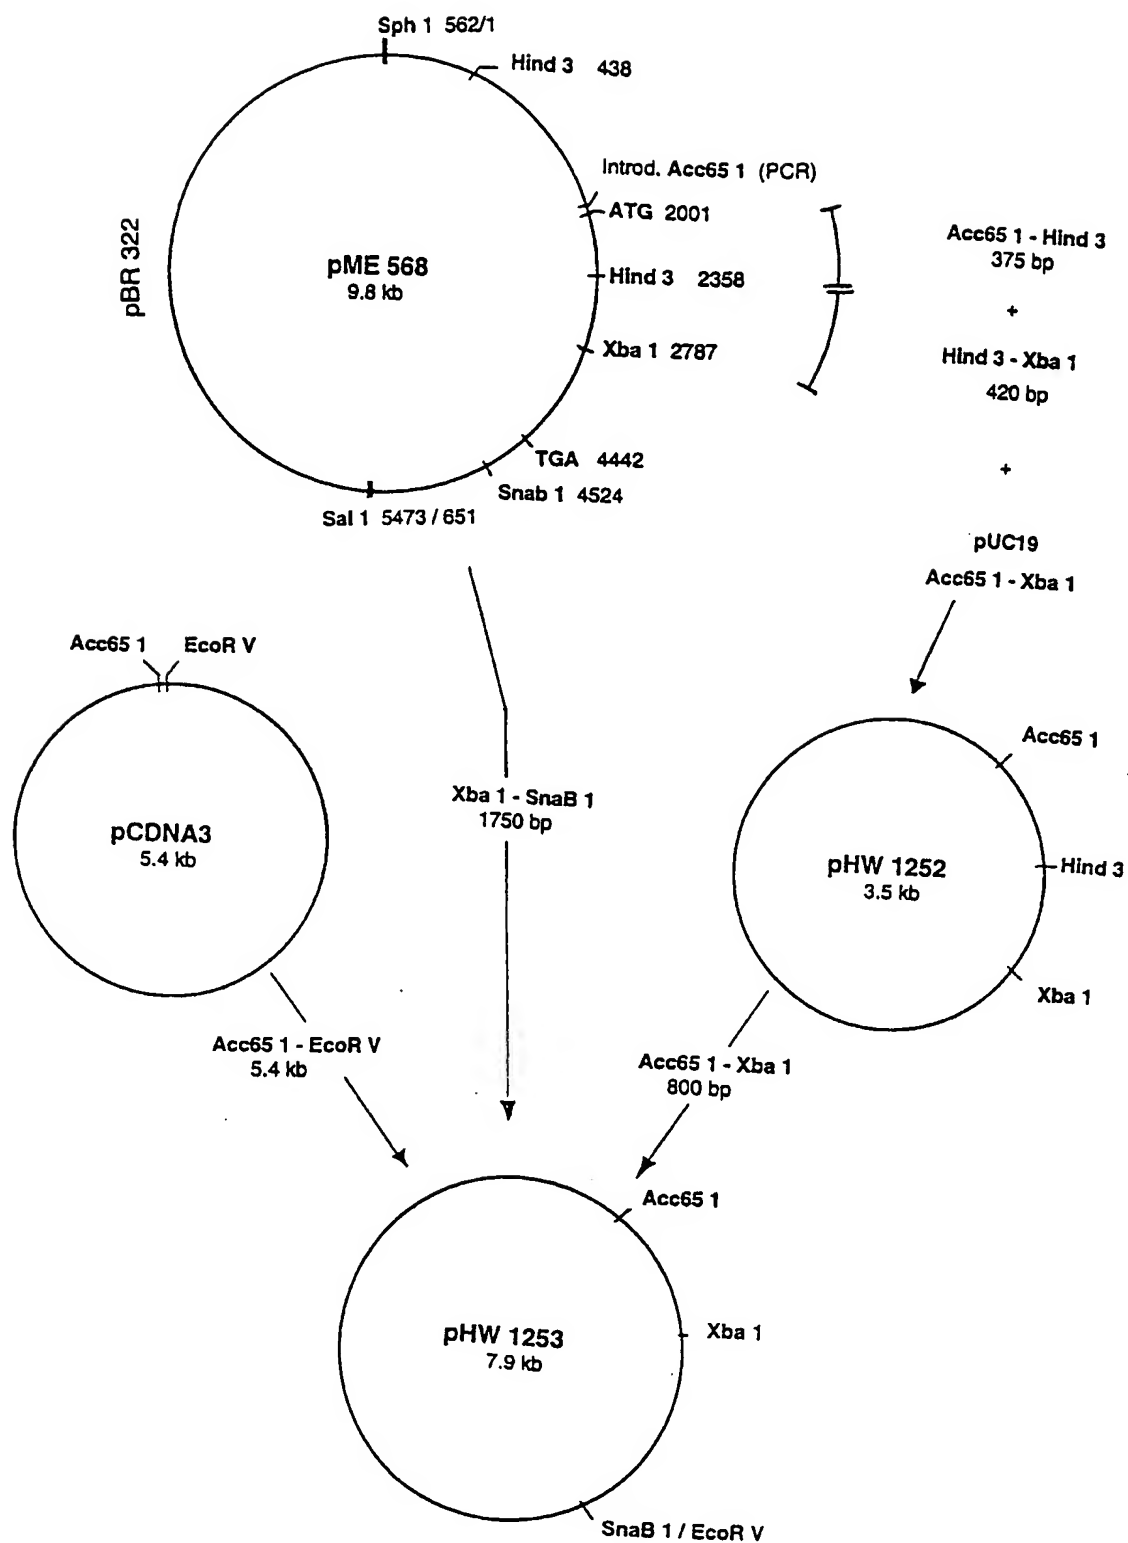 Sph 1 562/1
Hind 3 438
Introd. Acc65 1 (PCR)
ATG 2001
pBR 322
pME 568
9.8 kb
Hind 3 2358
Xba 1 2787
TGA 4442
Snab 1 4524
Sal 1 5473 / 651
Acc65 1 - Hind 3
375 bp
+
Hind 3 - Xba 1
420 bp
+
pUC19
Acc65 1 - Xba 1
Acc65 1 EcoR V
pCDNA3
5.4 kb
Xba 1 - SnaB 1
1750 bp
Acc65 1
pHW 1252
3.5 kb
Hind 3
Xba 1
Acc65 1 - EcoR V
5.4 kb
Acc65 1 - Xba 1
800 bp
Acc65 1
pHW 1253
7.9 kb
Xba 1
SnaB 1 / EcoR V